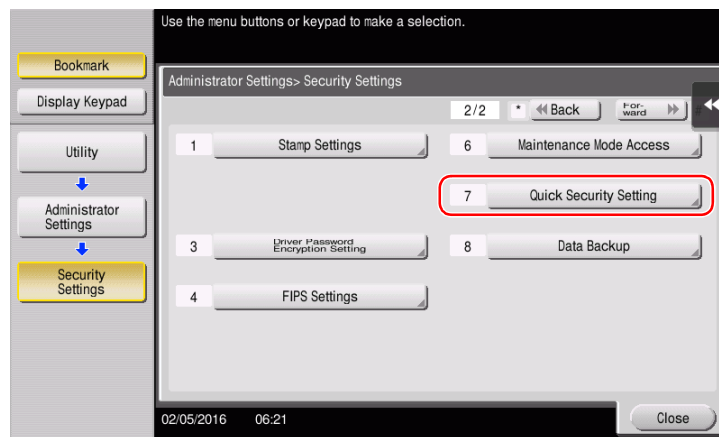 Use the menu buttons or keypad to make a selection.
Bookmark
Display Keypad
Utility
Administrator
Settings
Security
Settings
Administrator Settings> Security Settings
2/2 * Back For-
ward #
1 Stamp Settings
6 Maintenance Mode Access
7 Quick Security Setting
3 Driver Password
Encryption Setting
8 Data Backup
4 FIPS Settings
02/05/2016 06:21
Close